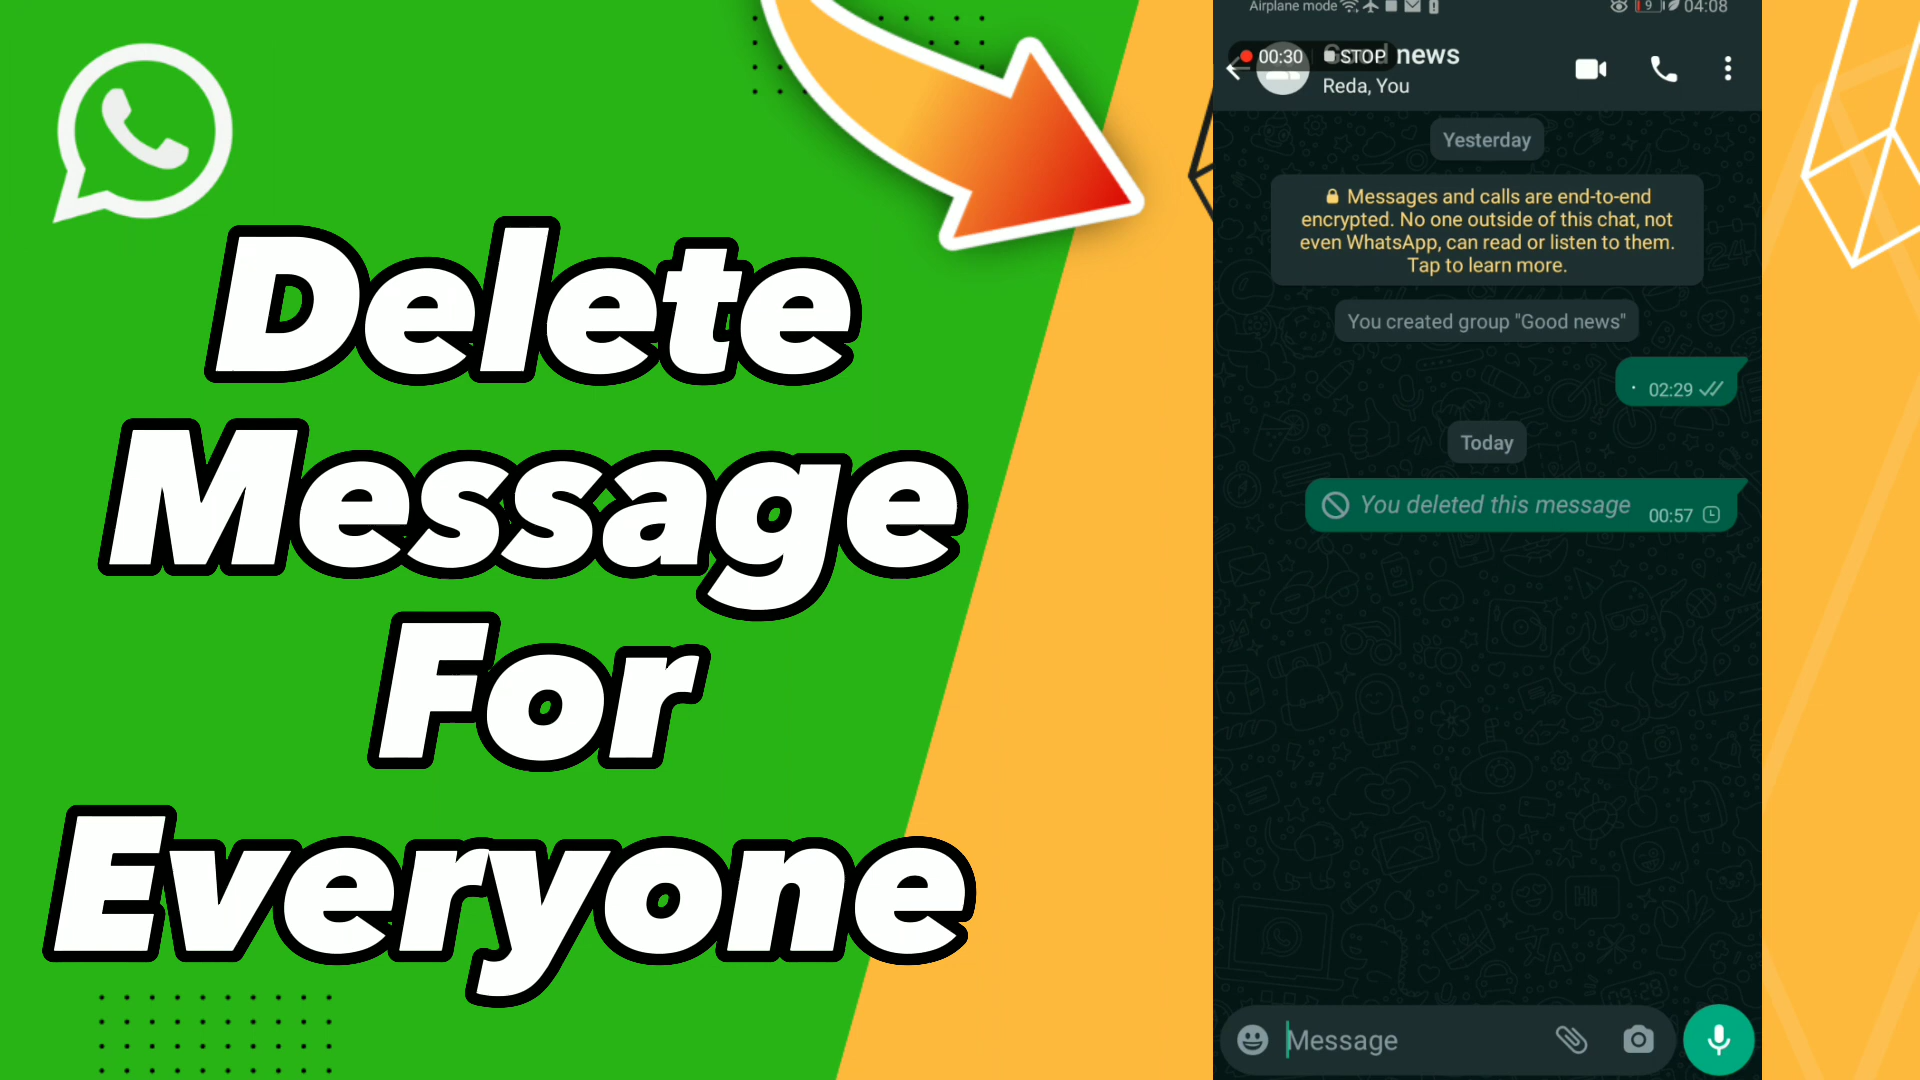 Delete
Message
For
Everyone
Airplane mode 9 04:08
00:30 STOP Good news
Reda, You
Yesterday
Messages and calls are end-to-end
encrypted. No one outside of this chat, not
even WhatsApp, can read or listen to them.
Tap to learn more.
You created group "Good news"
. 02:29
Today
You deleted this message 00:57
Message